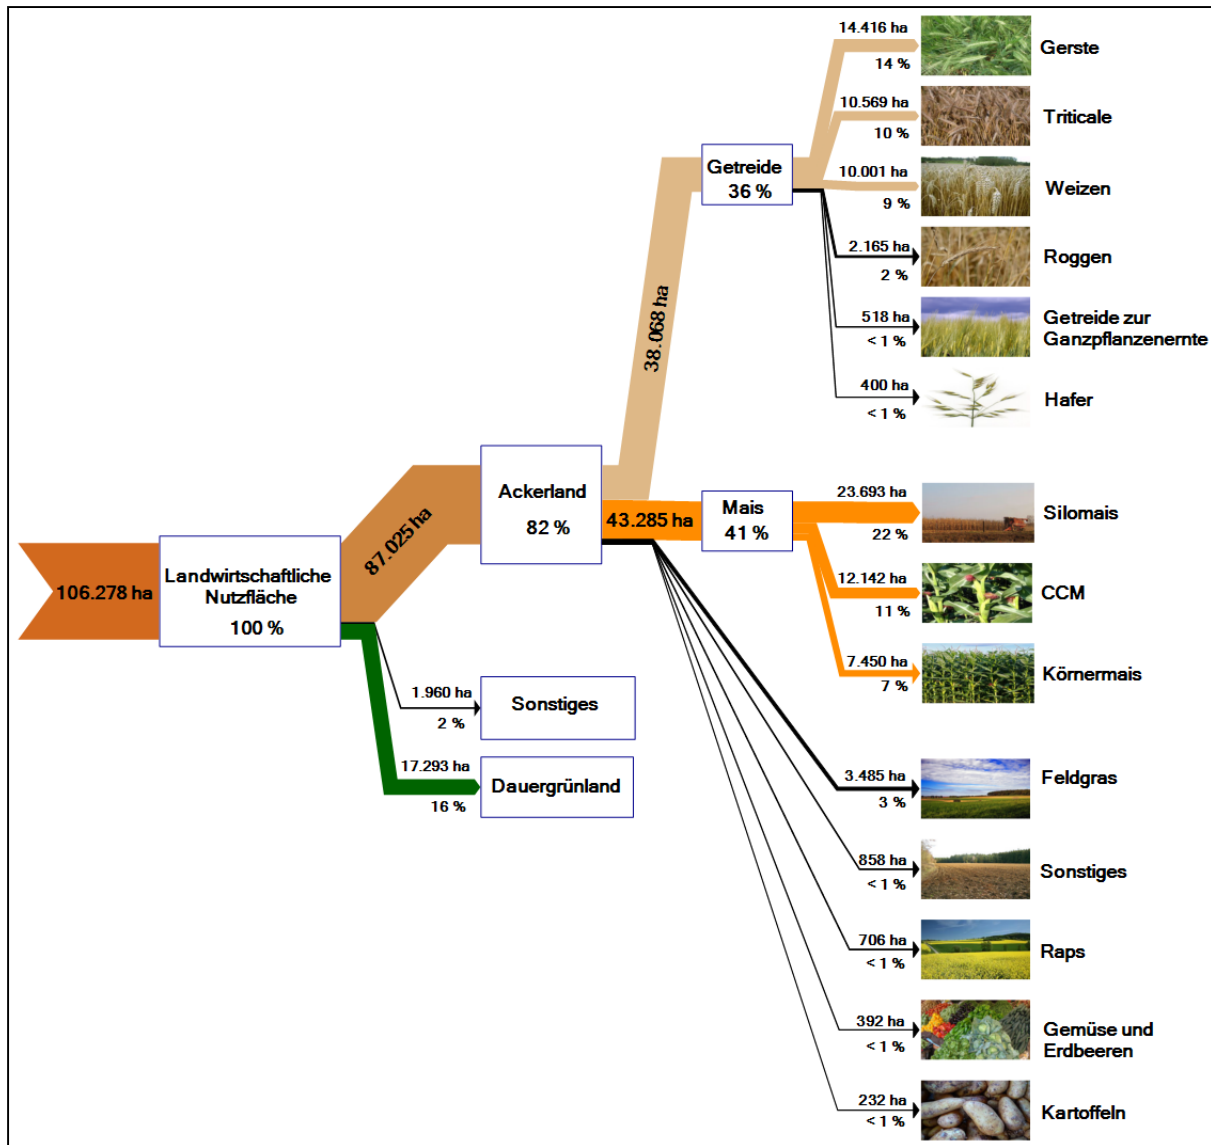 14.416 ha
14 %
Gerste
10.569 ha
10 %
Triticale
Getreide
36 %
10.001 ha
9 %
Weizen
2.165 ha
2 %
Roggen
518 ha
< 1 %
Getreide zur
Ganzpflanzenernte
400 ha
< 1 %
Hafer
38.068 ha
Ackerland
82 %
43.285 ha
Mais
41 %
23.693 ha
22 %
Silomais
12.142 ha
11 %
CCM
7.450 ha
7 %
Körnermais
87.025 ha
106.278 ha
Landwirtschaftliche
Nutzfläche
100 %
1.960 ha
2 %
Sonstiges
17.293 ha
16 %
Dauergrünland
3.485 ha
3 %
Feldgras
858 ha
< 1 %
Sonstiges
706 ha
< 1 %
Raps
392 ha
< 1 %
Gemüse und
Erdbeeren
232 ha
< 1 %
Kartoffeln